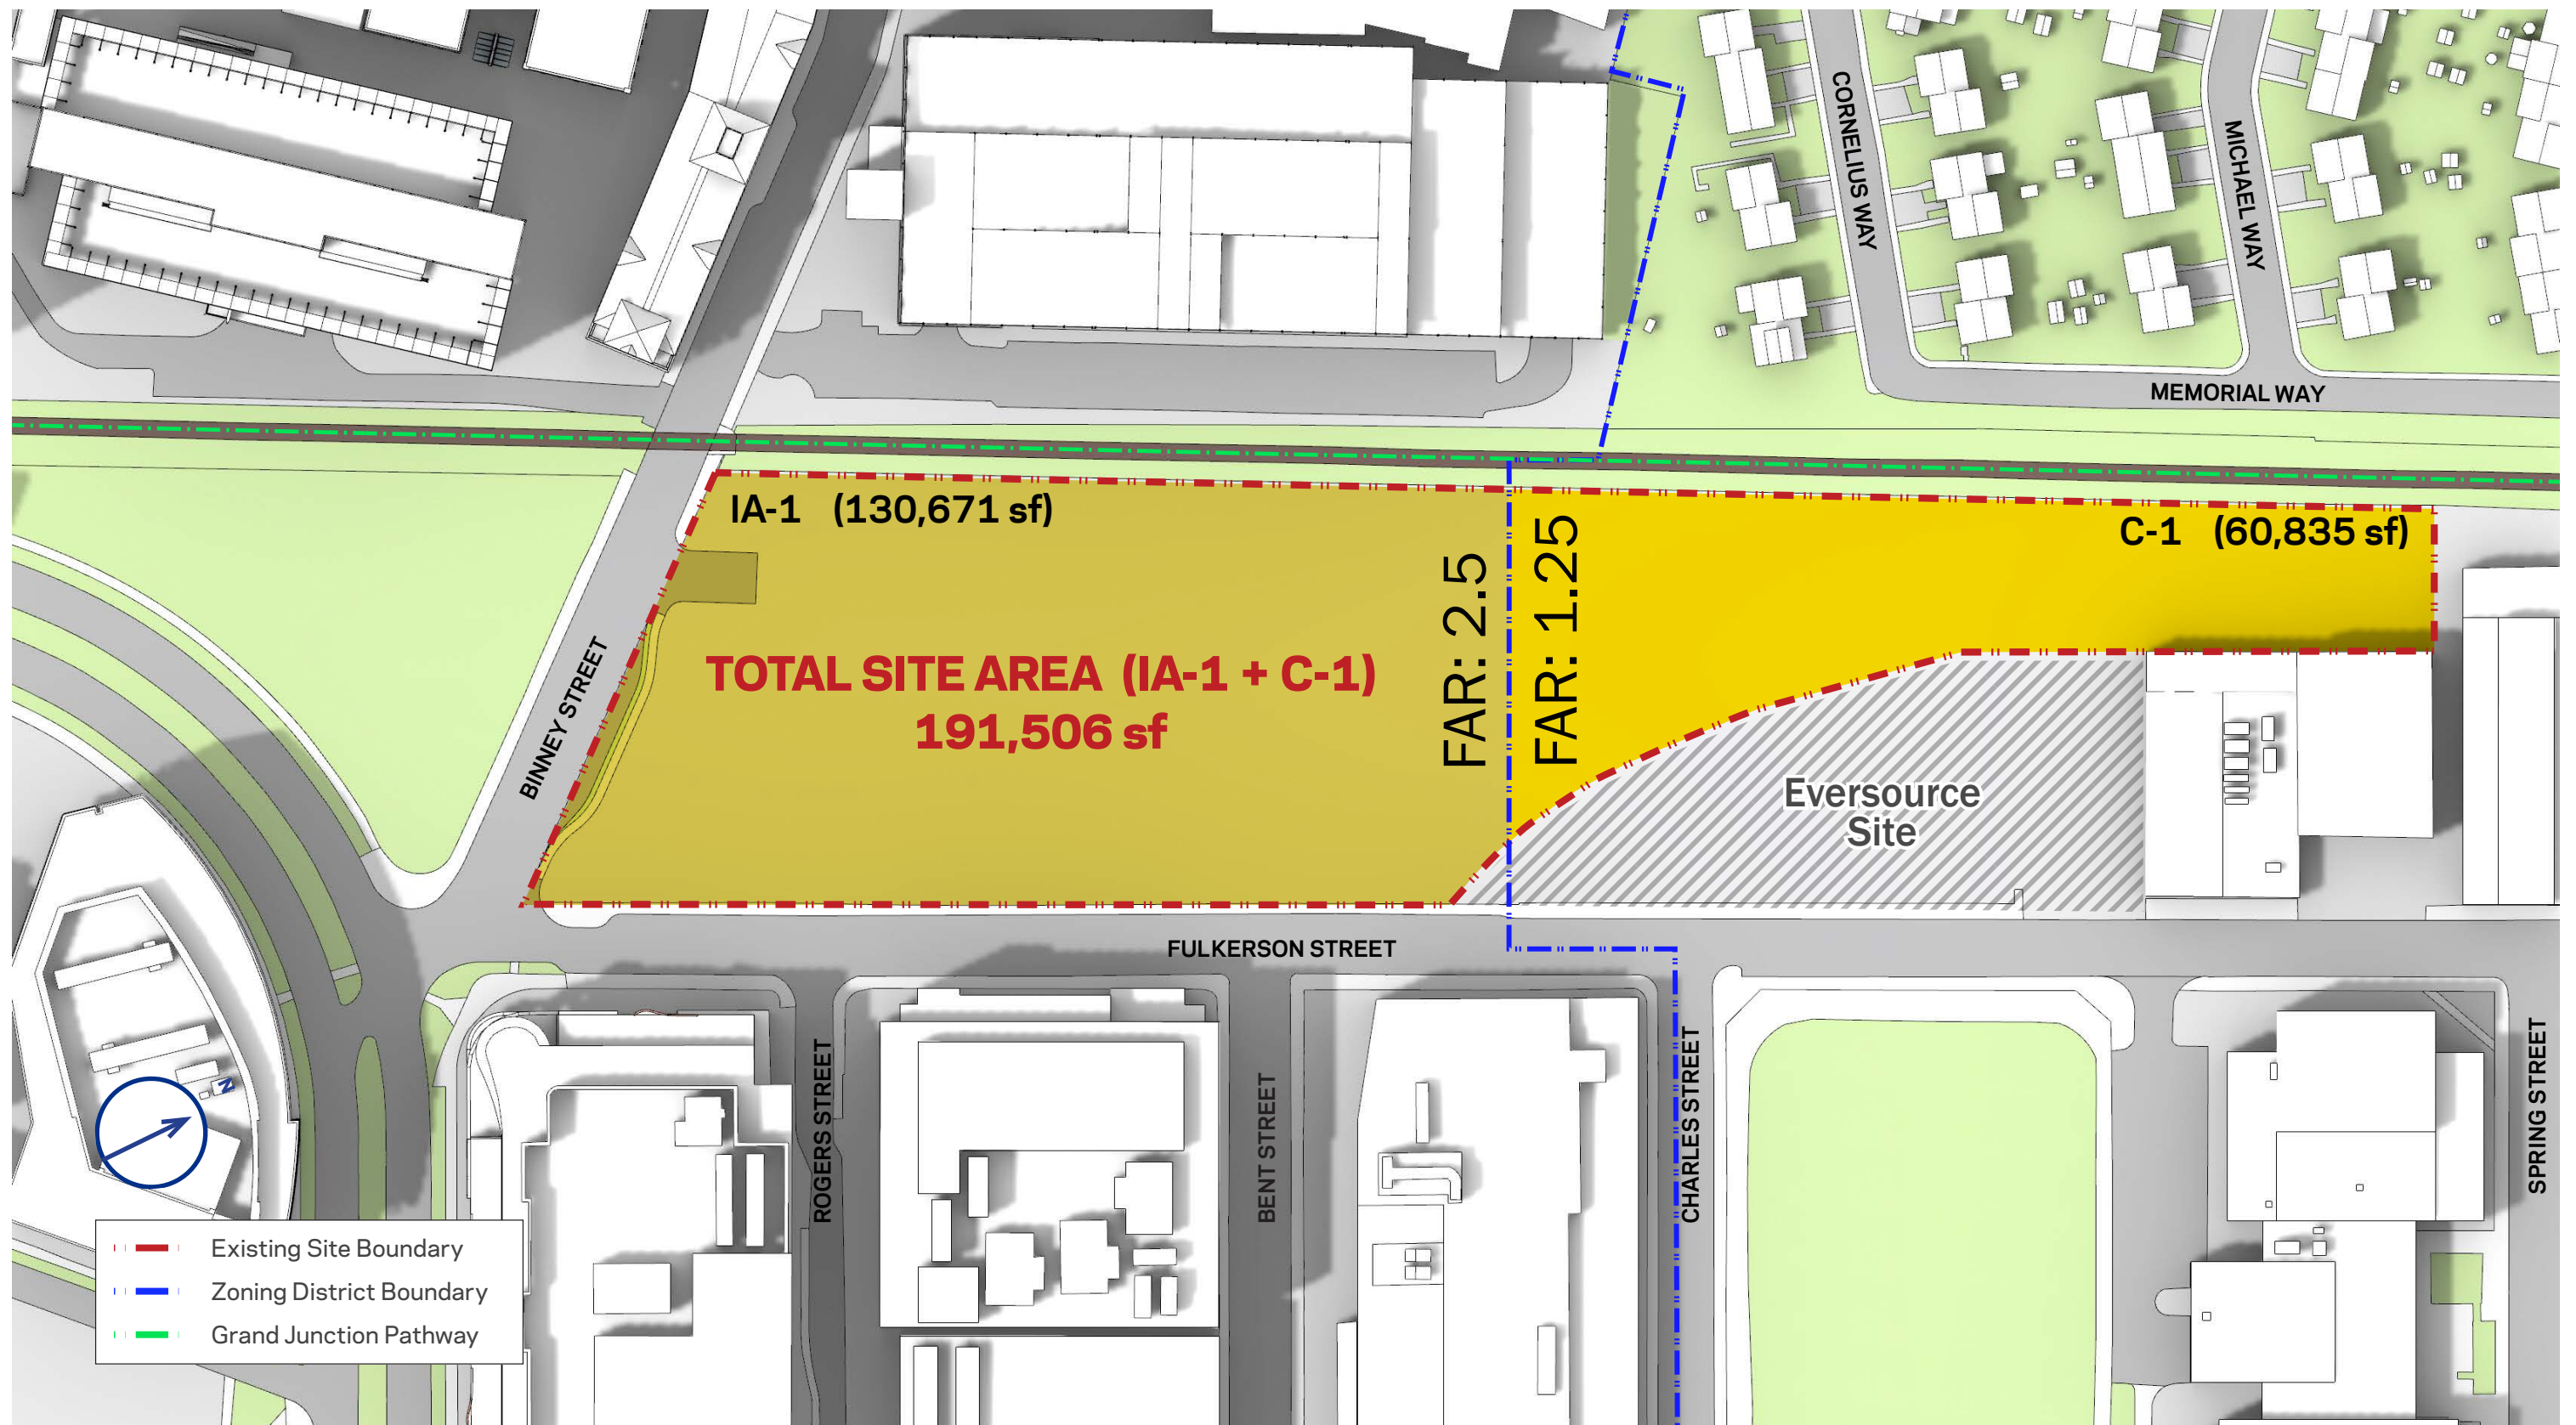 CORNELIUS WAY
MICHAEL WAY
MEMORIAL WAY
IA-1 (130,671 sf)
C-1 (60,835 sf)
FAR: 2.5
FAR: 1.25
TOTAL SITE AREA (IA-1 + C-1)
191,506 sf
BINNEY STREET
Eversource
Site
FULKERSON STREET
ROGERS STREET
BENT STREET
CHARLES STREET
SPRING STREET
N
Existing Site Boundary
Zoning District Boundary
Grand Junction Pathway